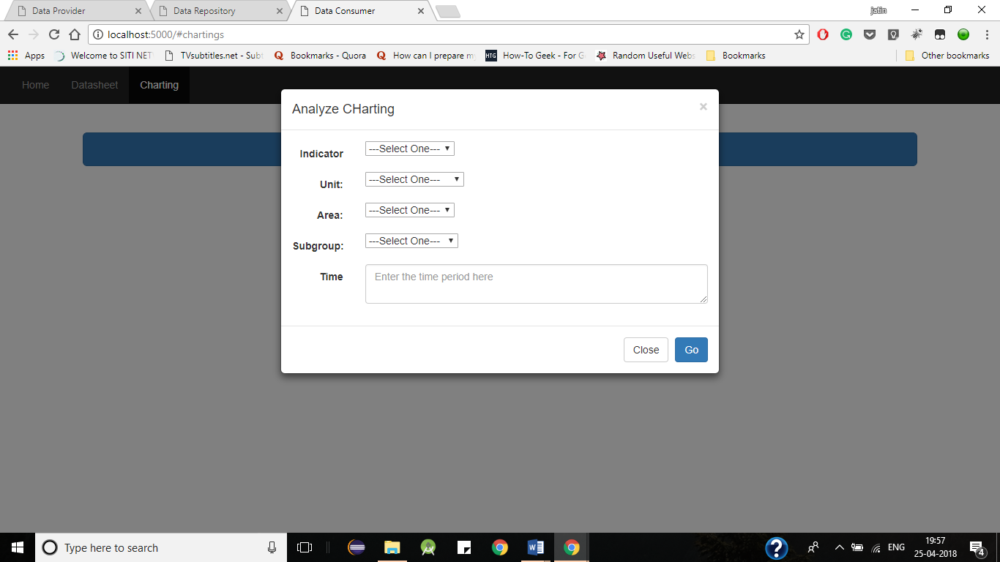 Data Provider
Data Repository
Data Consumer
jatin
localhost:5000/#chartings
Apps
Welcome to SITI NET
TVsubtitles.net - Subt
Bookmarks - Quora
How can I prepare m
HTG
How-To Geek - For G
Random Useful Webs
Bookmarks
Other bookmarks
Home
Datasheet
Charting
Analyze CHarting
×
Indicator
---Select One---
Unit:
---Select One---
Area:
---Select One---
Subgroup:
---Select One---
Time
Enter the time period here
Close
Go
Type here to search
ENG
19:57
25-04-2018
4